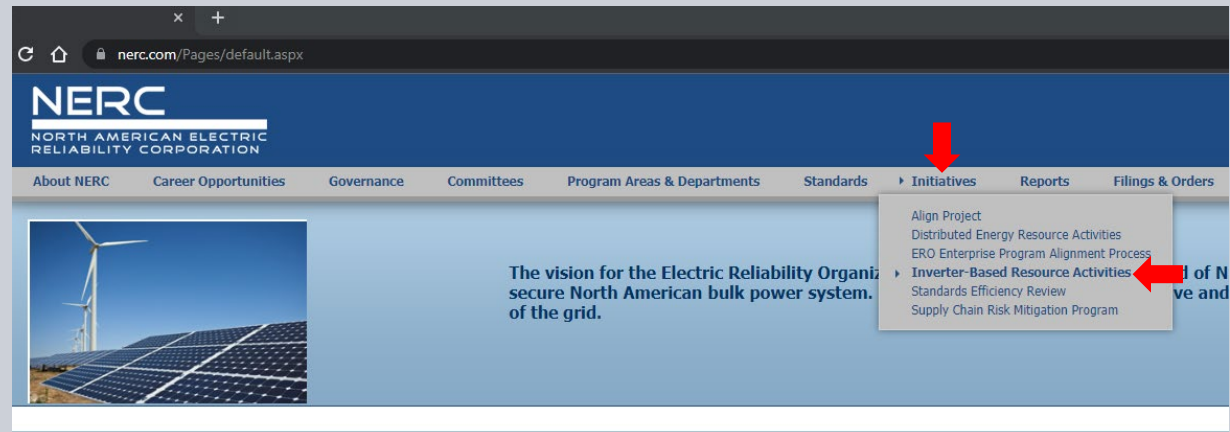 × +
nerc.com/Pages/default.aspx
NERC
NORTH AMERICAN ELECTRIC
RELIABILITY CORPORATION
About NERC Career Opportunities Governance Committees Program Areas & Departments Standards Initiatives Reports Filings & Orders
Align Project
Distributed Energy Resource Activities
ERO Enterprise Program Alignment Process
Inverter-Based Resource Activities
Standards Efficiency Review
Supply Chain Risk Mitigation Program
The vision for the Electric Reliability Organiz d of N
secure North American bulk power system. ve and
of the grid.